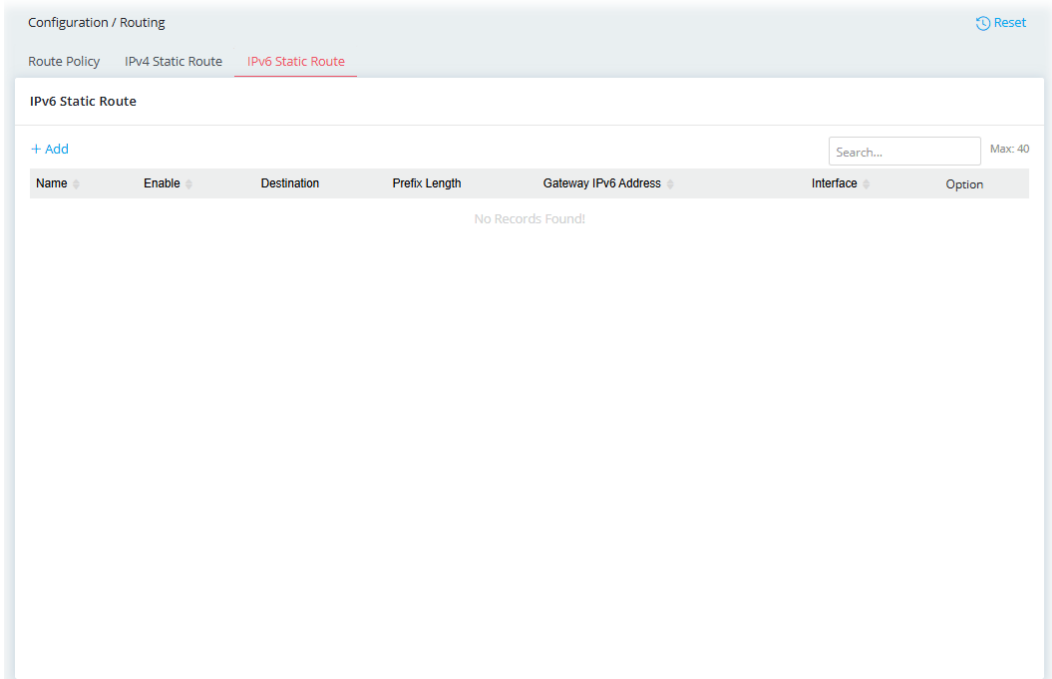 Configuration / Routing
Reset
Route Policy IPv4 Static Route IPv6 Static Route
IPv6 Static Route
+ Add
Search...
Max: 40
Name Enable Destination Prefix Length Gateway IPv6 Address Interface Option
No Records Found!